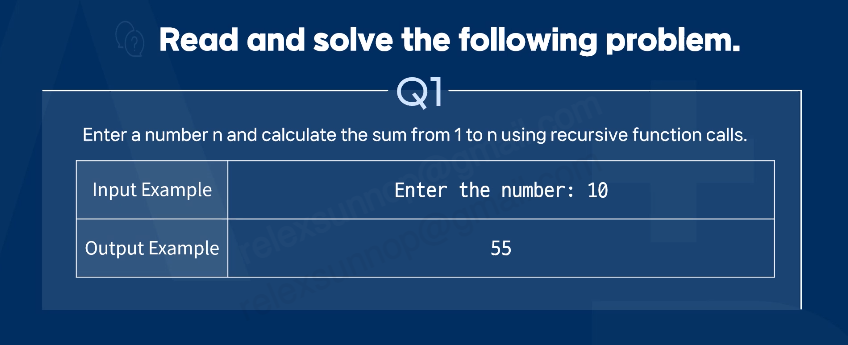 Read and solve the following problem.
Q1
Enter a number n and calculate the sum from 1 to n using recursive function calls.
Input Example
Enter the number: 10
Output Example
55